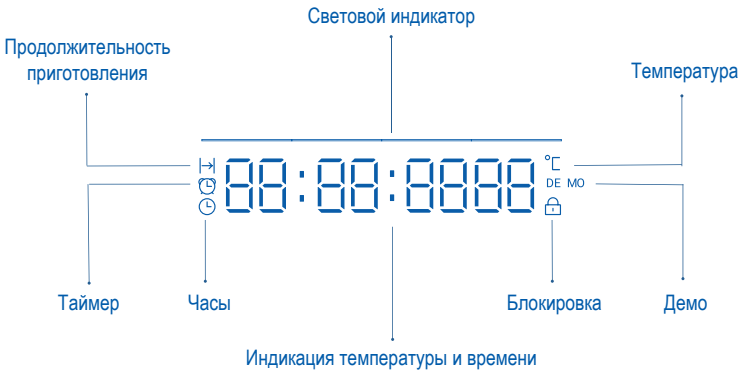 Световой индикатор
Продолжительность
приготовления
Температура
88:88:8888
°C
DE MO
Таймер
Часы
Блокировка
Демо
Индикация температуры и времени